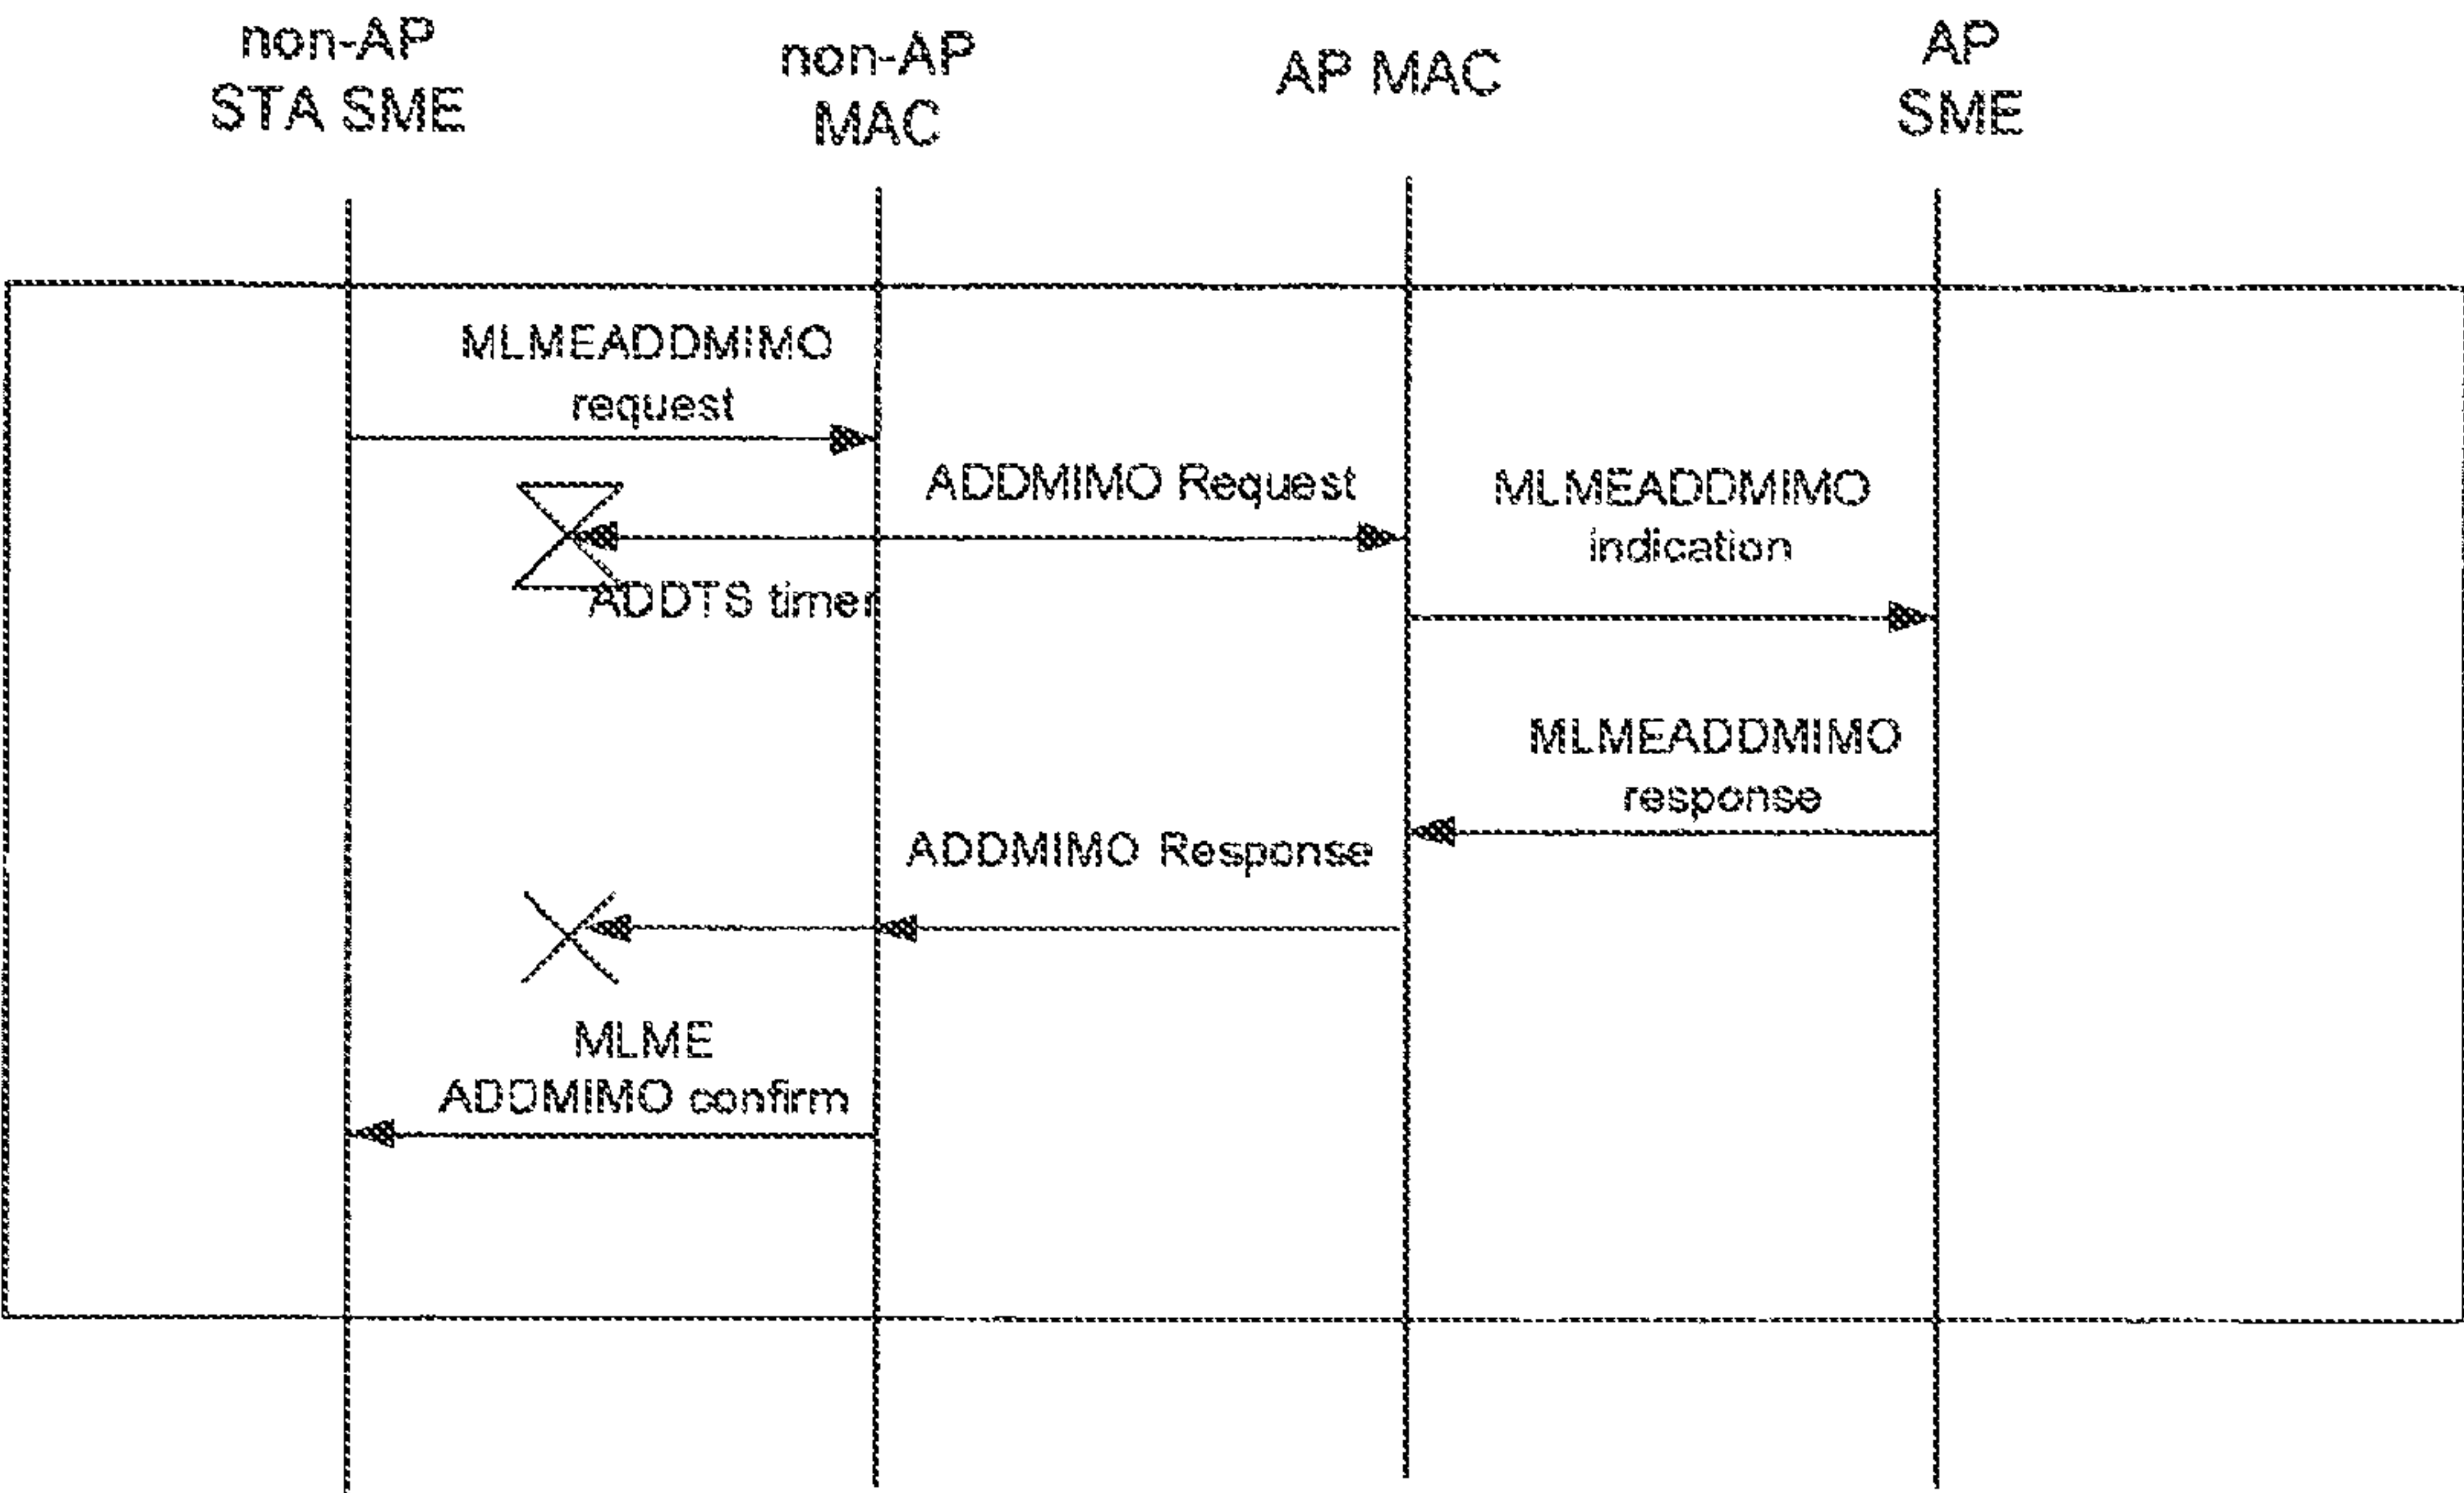 non-AP
STA SME
non-AP
MAC
AP MAC
AP
SME
MLMEADDMIMO
request
ADDMIMO Request
MLMEADDMIMO
indication
ADDTS timer
MLMEADDMIMO
response
ADDMIMO Response
MLME
ADDMIMO confirm